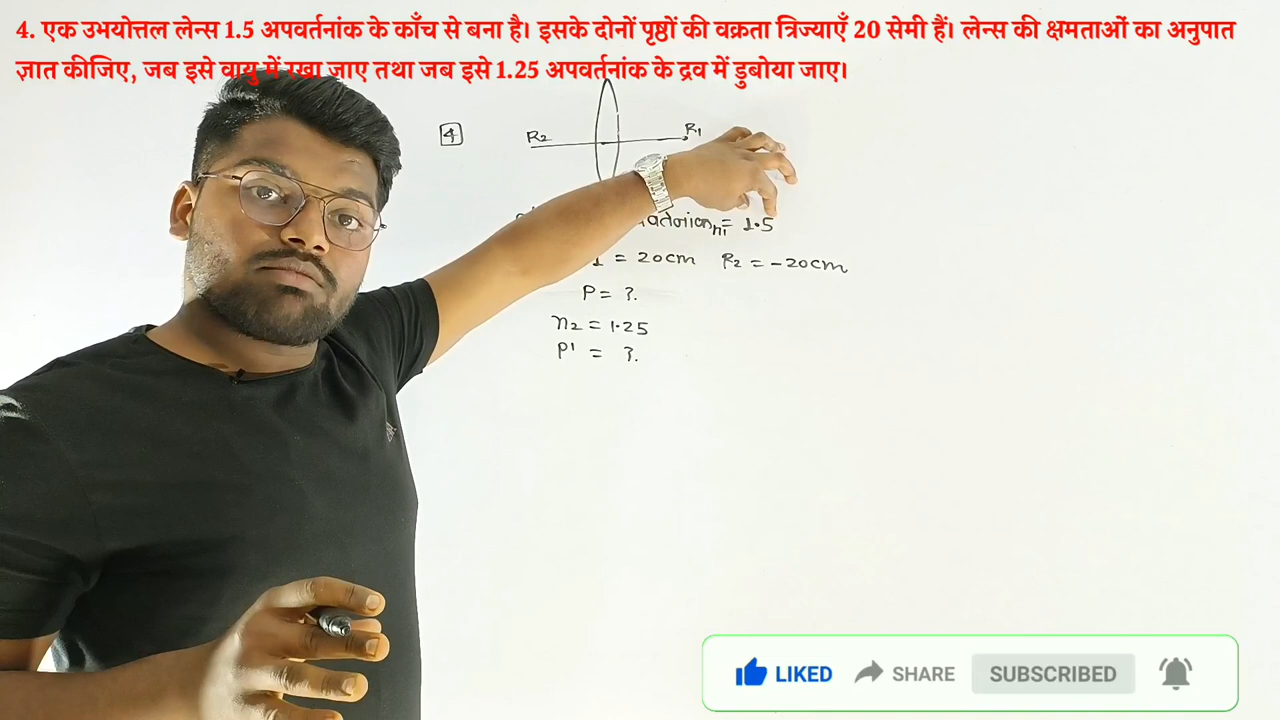 4. एक उभयोत्तल लेन्स 1.5 अपवर्तनांक के काँच से बना है। इसके दोनों पृष्ठों की वक्रता त्रिज्याएँ 20 सेमी हैं। लेन्स की क्षमताओं का अनुपात
ज्ञात कीजिए, जब इसे वायु में रखा जाए तथा जब इसे 1.25 अपवर्तनांक के द्रव में डुबोया जाए।
4
R2 R1
n1 = 1.5
= 20cm R2 = -20cm
P = ?.
n2 = 1.25
P' = ?.
LIKED SHARE SUBSCRIBED